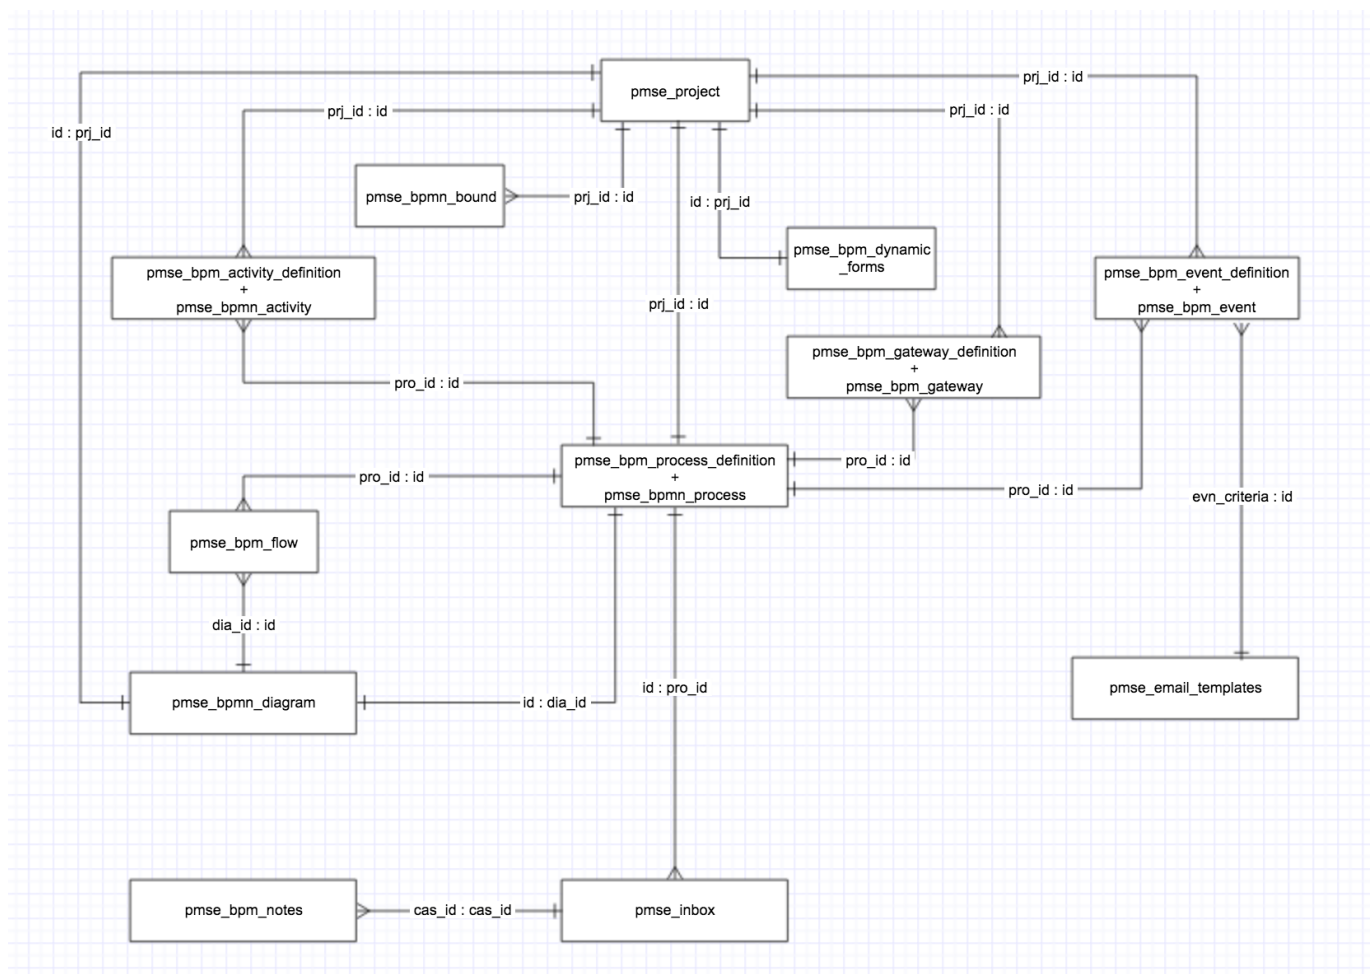 pmse_project
prj_id : id
prj_id : id
prj_id : id
id : prj_id
pmse_bpmn_bound
prj_id : id
id : prj_id
pmse_bpm_dynamic
_forms
pmse_bpm_activity_definition
+
pmse_bpmn_activity
pmse_bpm_event_definition
+
pmse_bpm_event
prj_id : id
pmse_bpm_gateway_definition
+
pmse_bpm_gateway
pro_id : id
pmse_bpm_process_definition
+
pmse_bpmn_process
pro_id : id
pro_id : id
pro_id : id
evn_criteria : id
pmse_bpm_flow
dia_id : id
pmse_bpmn_diagram
id : dia_id
id : pro_id
pmse_email_templates
pmse_bpm_notes
cas_id : cas_id
pmse_inbox